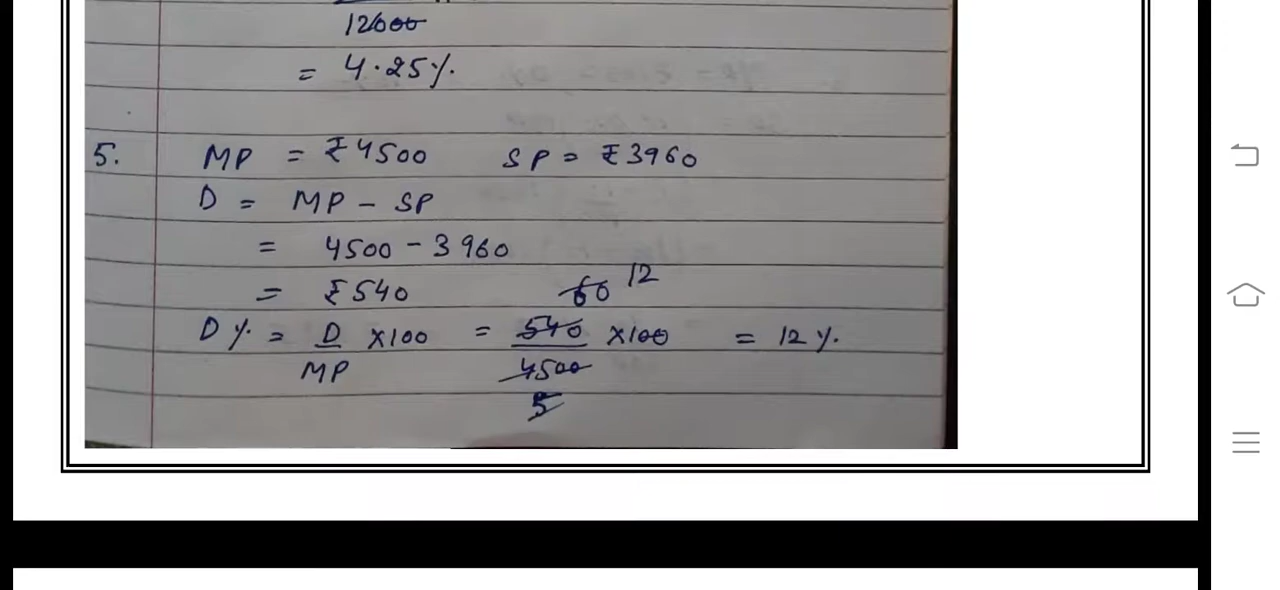 12000
= 4.25%
5. MP = ₹4500 SP = ₹3960
D = MP - SP
= 4500 - 3960
= ₹540
60 12
D% = D/MP ×100 = 540/4500 ×100 = 12%
5